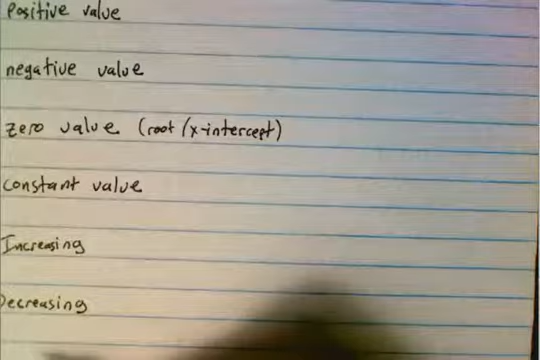 positive value
negative value
zero value (root/x-intercept)
constant value
Increasing
Decreasing